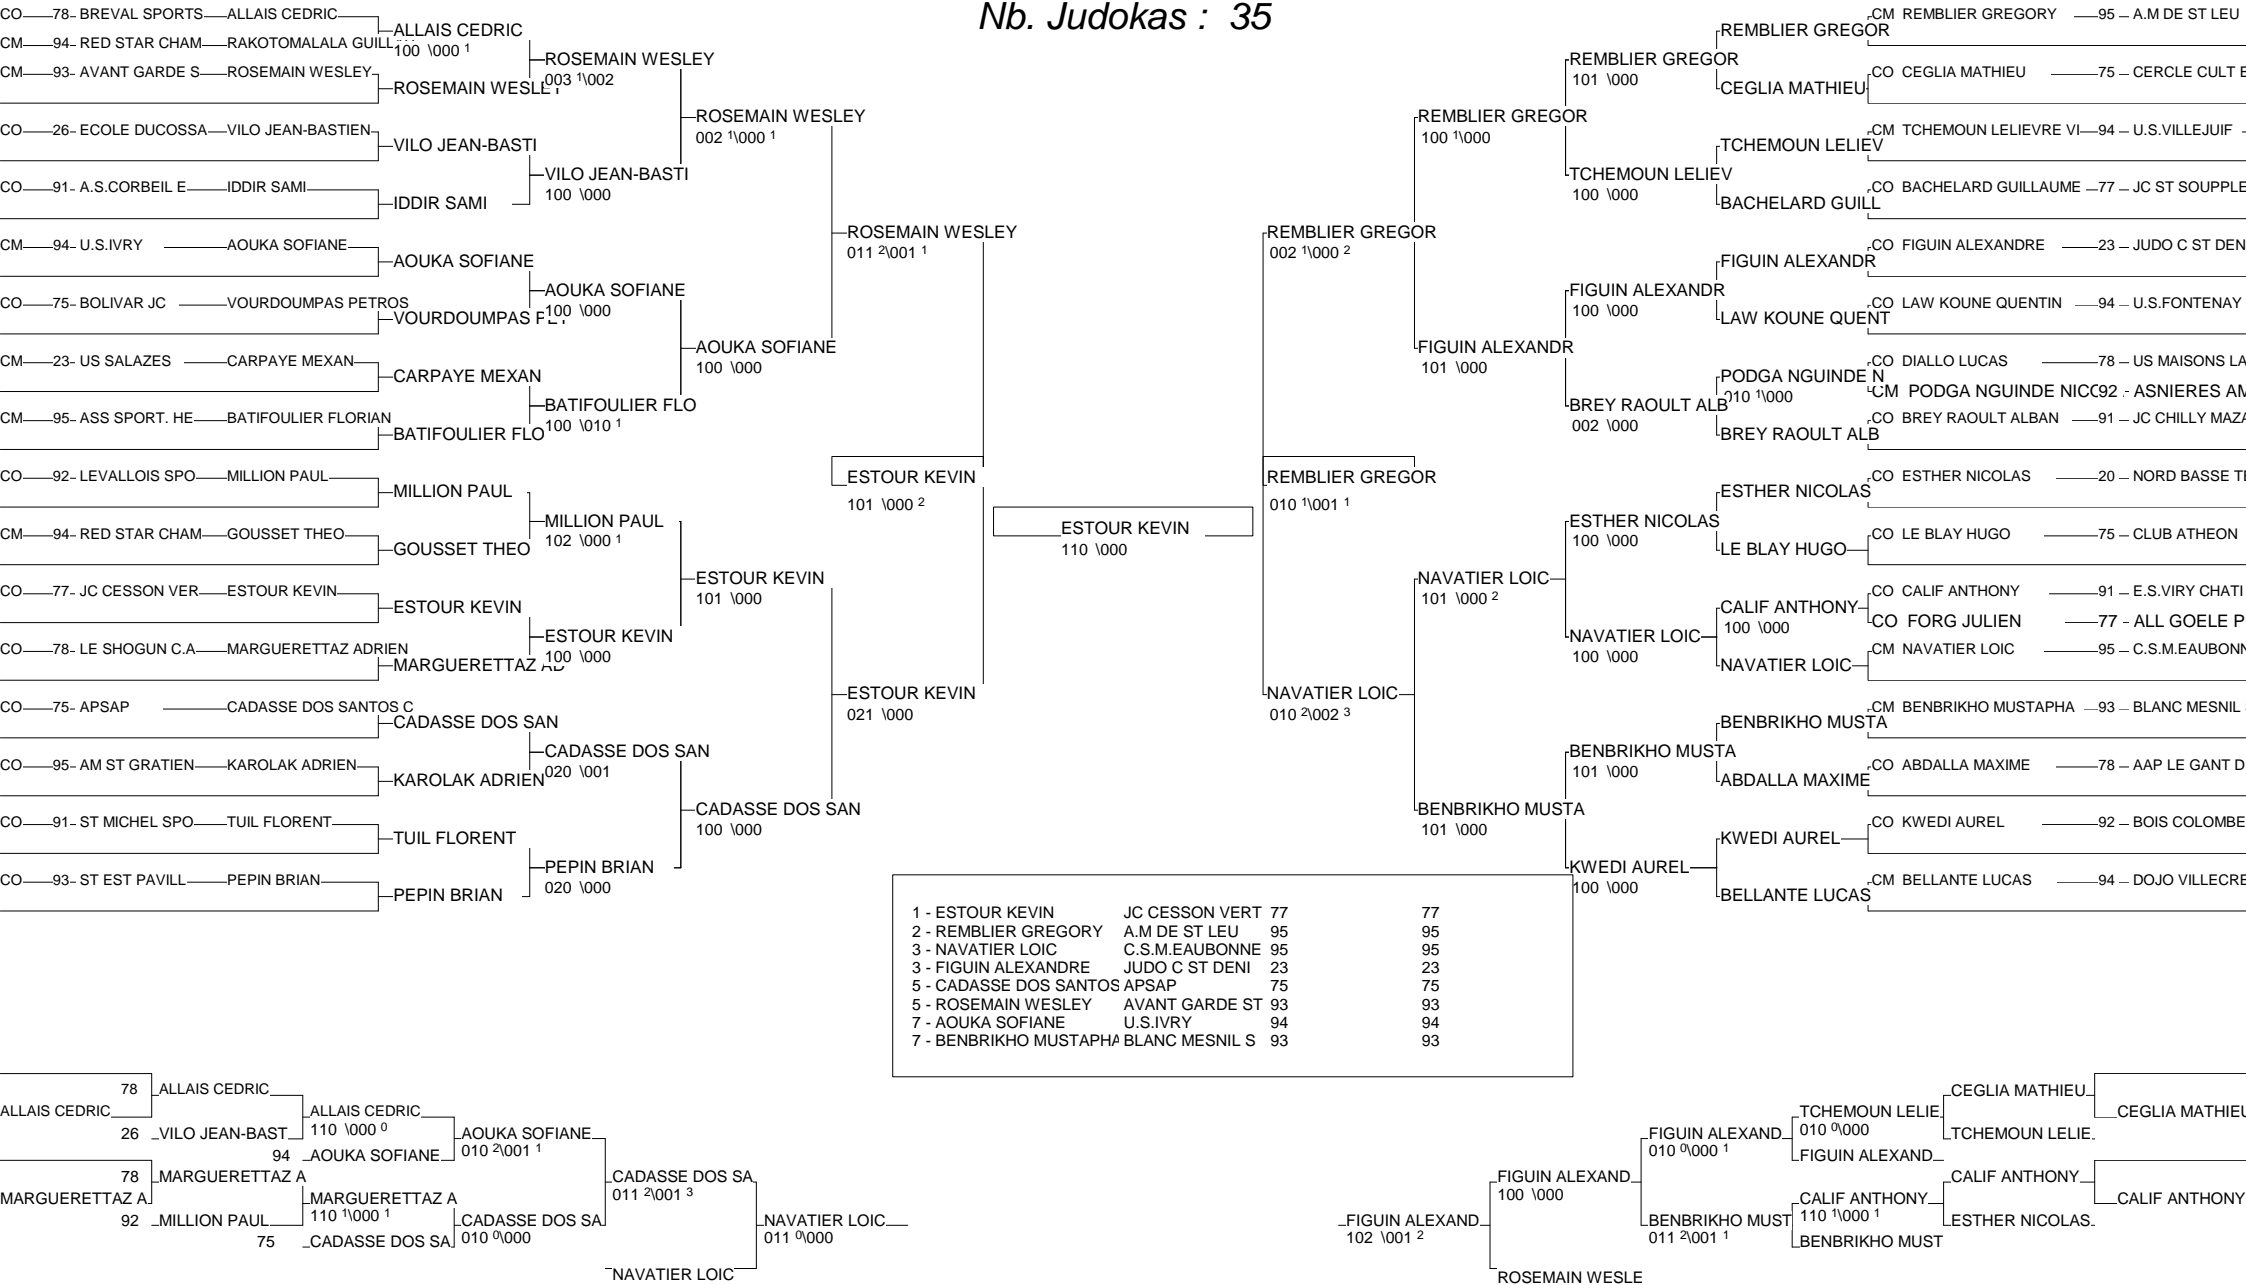 Nb. Judokas : 35
CO 78- BREVAL SPORTS ALLAIS CEDRIC
CM 94- RED STAR CHAM RAKOTOMALALA
CM 93- AVANT GARDE S ROSEMAIN WESLEY
CO 26- ECOLE DUCOSSA VILO JEAN-BASTIEN
CO 91- A.S.CORBEIL E IDDIR SAMI
CM 94- U.S.IVRY AOUKA SOFIANE
CO 75- BOLIVAR JC VOURDOUMPAS PETROS
CM 23- US SALAZES CARPAYE MEXAN
CM 95- ASS SPORT. HE BATIFOULIER FLORIAN
CO 92- LEVALLOIS SPO MILLION PAUL
CM 94- RED STAR CHAM GOUSSET THEO
CO 77- JC CESSON VER ESTOUR KEVIN
CO 78- LE SHOGUN C.A MARGUERETTAZ ADRIEN
CO 75- APSAP CADASSE DOS SANTOS C
CO 95- AM ST GRATIEN KAROLAK ADRIEN
CO 91- ST MICHEL SPO TUIL FLORENT
CO 93- ST EST PAVILL PEPIN BRIAN
ALLAIS CEDRIC
100 \000 1
ROSEMAIN
VILO JEAN-BASTI
IDDIR SAMI
AOUKA SOFIANE
VOURDOUMPAS
CARPAYE MEXAN
BATIFOULIER FLO
MILLION PAUL
GOUSSET THEO
ESTOUR KEVIN
MARGUERETTAZ
CADASSE DOS SAN
KAROLAK ADRIEN
TUIL FLORENT
PEPIN BRIAN
ROSEMAIN WESLEY
003 1\002
VILO JEAN-BASTI
100 \000
AOUKA SOFIANE
100 \000
BATIFOULIER FLO
100 \010 1
MILLION PAUL
102 \000 1
ESTOUR KEVIN
100 \000
CADASSE DOS SAN
020 \001
PEPIN BRIAN
020 \000
ROSEMAIN WESLEY
002 1\000 1
AOUKA SOFIANE
100 \000
ESTOUR KEVIN
101 \000
CADASSE DOS SAN
100 \000
ROSEMAIN WESLEY
011 2\001 1
ESTOUR KEVIN
021 \000
ESTOUR KEVIN
101 \000 2
ESTOUR KEVIN
110 \000
REMBLIER GREGOR
010 1\001 1
REMBLIER GREGOR
002 1\000 2
NAVATIER LOIC
010 2\002 3
REMBLIER GREGOR
100 1\000
FIGUIN ALEXANDR
101 \000
NAVATIER LOIC
101 \000 2
BENBRIKHO MUSTA
101 \000
REMBLIER GREGOR
101 \000
TCHEMOUN LELIEV
100 \000
FIGUIN ALEXANDR
100 \000
BREY RAOULT ALB
002 \000
ESTHER NICOLAS
100 \000
NAVATIER LOIC
100 \000
BENBRIKHO MUSTA
101 \000
KWEDI AUREL
100 \000
REMBLIER GREGOR
CEGLIA MATHIEU
TCHEMOUN LELIEV
BACHELARD GUILL
FIGUIN ALEXANDR
LAW KOUNE QUENT
PODGA NGUINDE N
010 1\000
BREY RAOULT ALB
ESTHER NICOLAS
LE BLAY HUGO
CALIF ANTHONY
100 \000
NAVATIER LOIC
BENBRIKHO MUSTA
ABDALLA MAXIME
KWEDI AUREL
BELLANTE LUCAS
CM REMBLIER GREGORY 95 – A.M DE ST LEU
CO CEGLIA MATHIEU 75 – CERCLE CULT E
CM TCHEMOUN LELIEVRE VI 94 – U.S.VILLEJUIF
CO BACHELARD GUILLAUME 77 – JC ST SOUPPLE
CO FIGUIN ALEXANDRE 23 – JUDO C ST DEN
CO LAW KOUNE QUENTIN 94 – U.S.FONTENAY
CO DIALLO LUCAS 78 – US MAISONS LA
CM PODGA NGUINDE NICO 92 - ASNIERES AM
CO BREY RAOULT ALBAN 91 – JC CHILLY MAZA
CO ESTHER NICOLAS 20 – NORD BASSE TE
CO LE BLAY HUGO 75 – CLUB ATHEON
CO CALIF ANTHONY 91 – E.S.VIRY CHATI
CO FORG JULIEN 77 - ALL GOELE P
CM NAVATIER LOIC 95 – C.S.M.EAUBONN
CM BENBRIKHO MUSTAPHA 93 – BLANC MESNIL
CO ABDALLA MAXIME 78 – AAP LE GANT D
CO KWEDI AUREL 92 – BOIS COLOMBE
CM BELLANTE LUCAS 94 – DOJO VILLECRE
1 - ESTOUR KEVIN JC CESSON VERT 77 77
2 - REMBLIER GREGORY A.M DE ST LEU 95 95
3 - NAVATIER LOIC C.S.M.EAUBONNE 95 95
3 - FIGUIN ALEXANDRE JUDO C ST DENI 23 23
5 - CADASSE DOS SANTOS APSAP 75 75
5 - ROSEMAIN WESLEY AVANT GARDE ST 93 93
7 - AOUKA SOFIANE U.S.IVRY 94 94
7 - BENBRIKHO MUSTAPHA BLANC MESNIL S 93 93
ALLAIS CEDRIC
MARGUERETTAZ A
78 ALLAIS CEDRIC
26 VILO JEAN-BAST
94 AOUKA SOFIANE
78 MARGUERETTAZ A
92 MILLION PAUL
75 CADASSE DOS SA
ALLAIS CEDRIC
110 \000 0
MARGUERETTAZ A
110 1\000 1
AOUKA SOFIANE
010 2\001 1
CADASSE DOS SA
010 0\000
CADASSE DOS SA
011 2\001 3
NAVATIER LOIC
NAVATIER LOIC
011 0\000
FIGUIN ALEXAND
102 \001 2
FIGUIN ALEXAND
100 \000
ROSEMAIN WESLE
FIGUIN ALEXAND
010 0\000 1
BENBRIKHO MUST
011 2\001 1
TCHEMOUN LELIE
010 0\000
FIGUIN ALEXAND
CALIF ANTHONY
110 1\000 1
BENBRIKHO MUST
CEGLIA MATHIEU
TCHEMOUN LELIE
CALIF ANTHONY
ESTHER NICOLAS
CEGLIA MATHIEU
CALIF ANTHONY